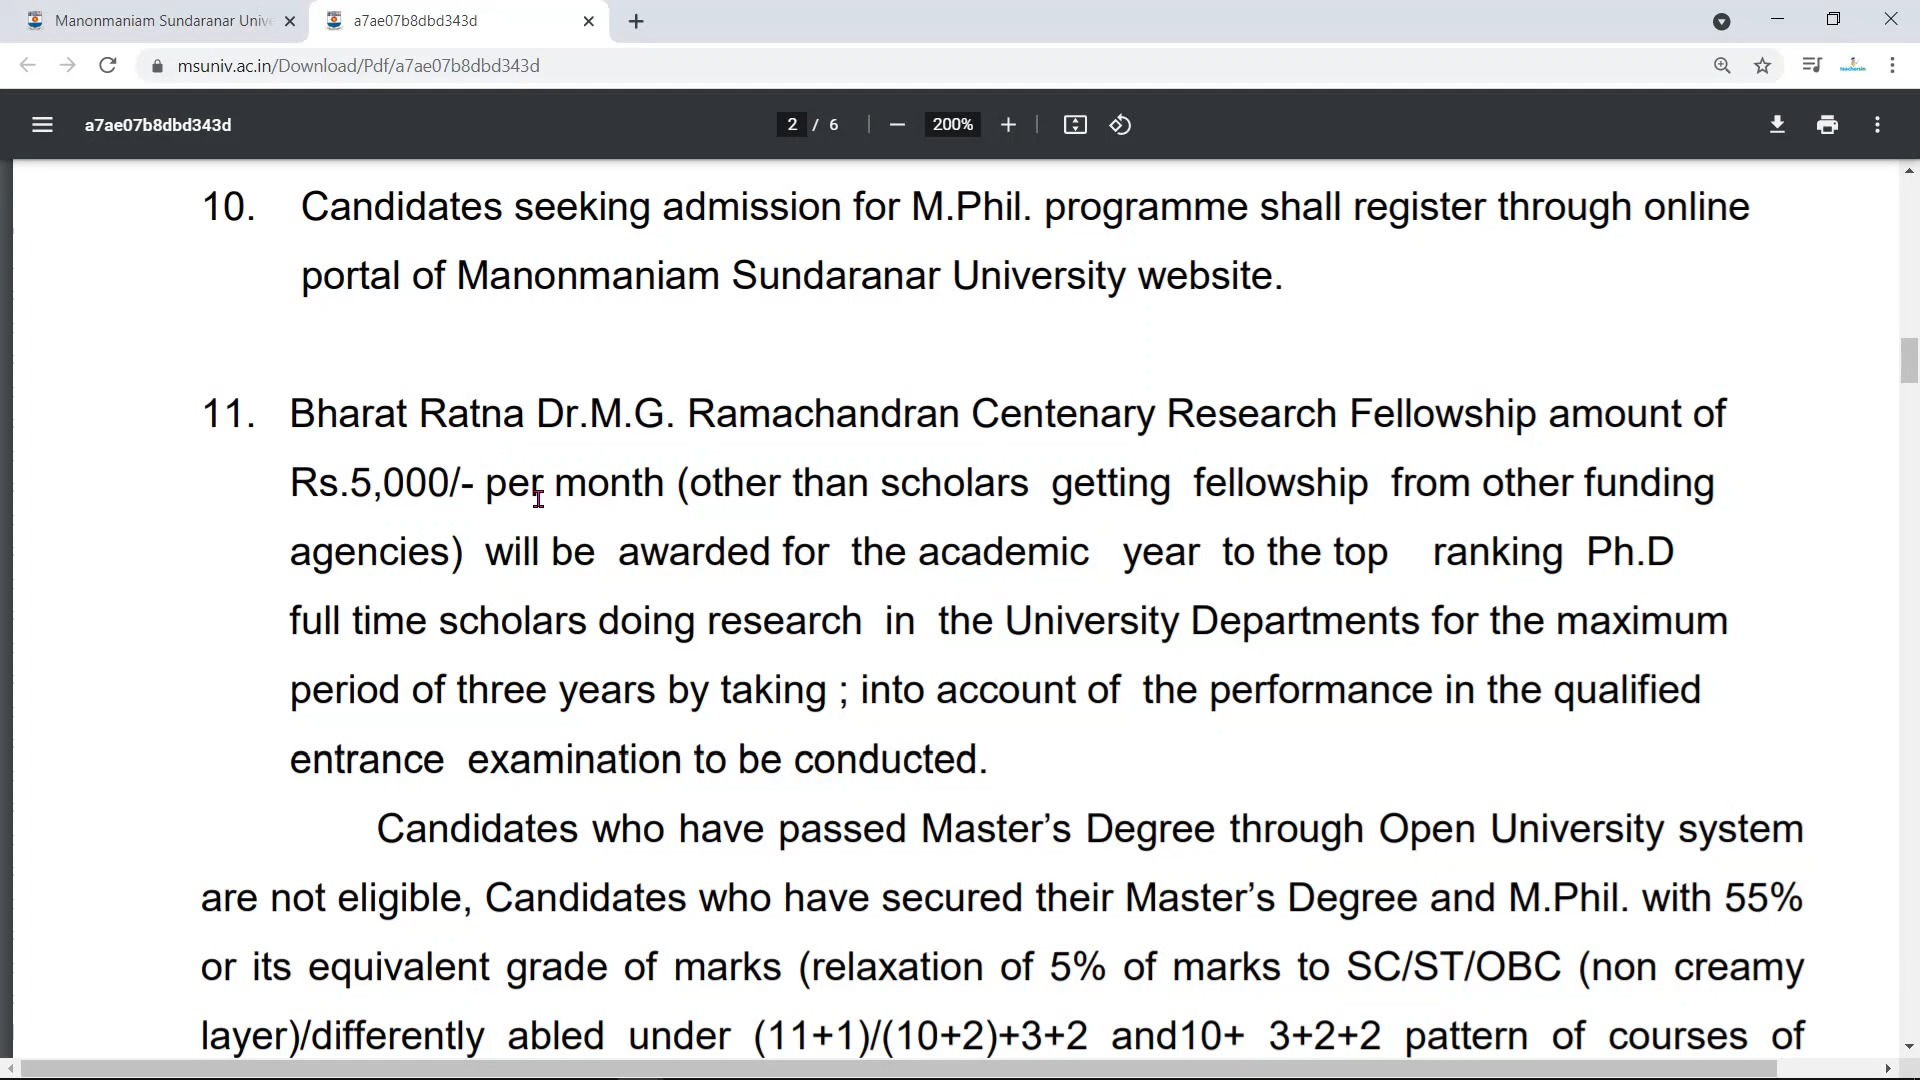 Manonmaniam Sundaranar Unive
a7ae07b8dbd343d
msuniv.ac.in/Download/Pdf/a7ae07b8dbd343d
a7ae07b8dbd343d
2 / 6
200%
10. Candidates seeking admission for M.Phil. programme shall register through online
portal of Manonmaniam Sundaranar University website.
11. Bharat Ratna Dr.M.G. Ramachandran Centenary Research Fellowship amount of
Rs.5,000/- per month (other than scholars getting fellowship from other funding
agencies) will be awarded for the academic year to the top ranking Ph.D
full time scholars doing research in the University Departments for the maximum
period of three years by taking ; into account of the performance in the qualified
entrance examination to be conducted.
Candidates who have passed Master’s Degree through Open University system
are not eligible, Candidates who have secured their Master’s Degree and M.Phil. with 55%
or its equivalent grade of marks (relaxation of 5% of marks to SC/ST/OBC (non creamy
layer)/differently abled under (11+1)/(10+2)+3+2 and10+ 3+2+2 pattern of courses of